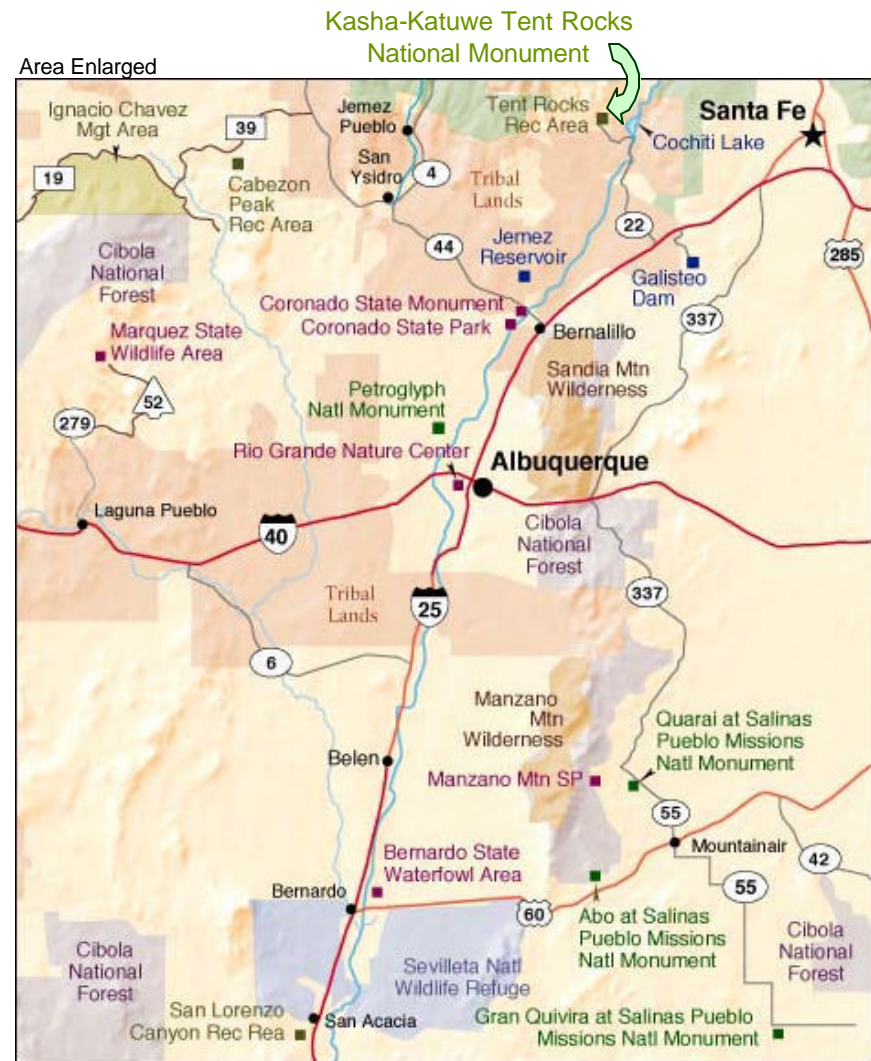 Kasha-Katuwe Tent Rocks
National Monument
Area Enlarged
Ignacio Chavez
Mgt Area
39
Jemez
Pueblo
Tent Rocks
Rec Area
Santa Fe
Cochiti Lake
19
San
Ysidro
4
Cabezon
Peak
Rec Area
Tribal
Lands
22
44
285
Cibola
National
Forest
Jemez
Reservoir
Galisteo
Dam
Coronado State Monument
Coronado State Park
337
Bernalillo
Marquez State
Wildlife Area
Sandia Mtn
Wilderness
52
Petroglyph
Natl Monument
279
Rio Grande Nature Center
Albuquerque
Laguna Pueblo
40
Cibola
National
Forest
Tribal
Lands
25
337
6
Manzano
Mtn
Wilderness
Quarai at Salinas
Pueblo Missions
Natl Monument
Belen
Manzano Mtn SP
55
Mountainair
42
Bernardo State
Waterfowl Area
55
Bernardo
60
Abo at Salinas
Pueblo Missions
Natl Monument
Cibola
National
Forest
Cibola
National
Forest
Sevilleta Natl
Wildlife Refuge
San Lorenzo
Canyon Rec Rea
San Acacia
Gran Quivira at Salinas Pueblo
Missions Natl Monument